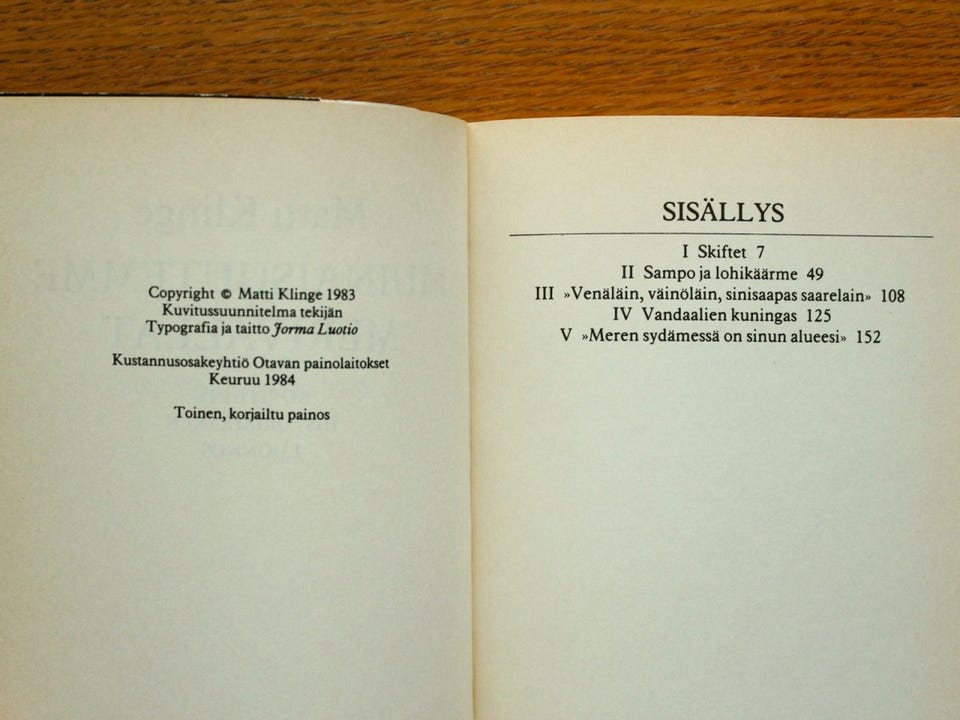 Copyright © Matti Klinge 1983
Kuvitussuunnitelma tekijän
Typografia ja taitto Jorma Luotio
Kustannusosakeyhtiö Otavan painolaitokset
Keuruu 1984
Toinen, korjailtu painos
SISÄLLYS
I Skiftet 7
II Sampo ja lohikäärme 49
III »Venäläin, väinöläin, sinisaapas saarelain» 108
IV Vandaalien kuningas 125
V »Meren sydämessä on sinun alueesi» 152